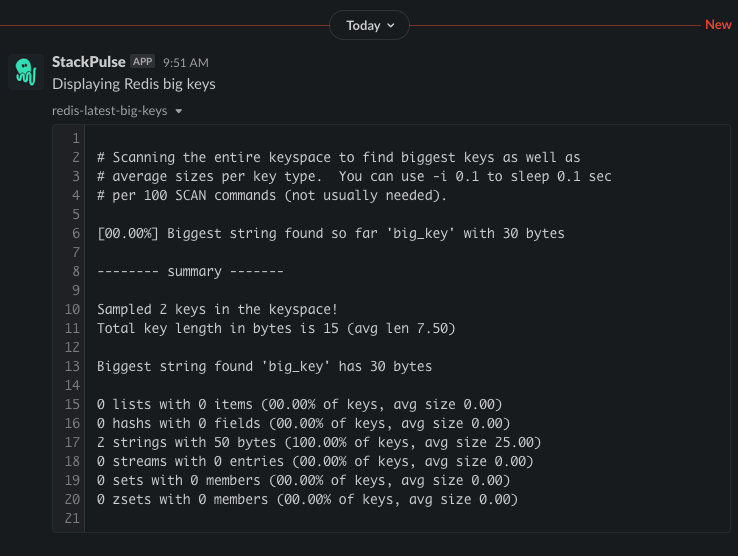 Today
New
StackPulse APP 9:51 AM
Displaying Redis big keys
redis-latest-big-keys
1
2 # Scanning the entire keyspace to find biggest keys as well as
3 # average sizes per key type.  You can use -i 0.1 to sleep 0.1 sec
4 # per 100 SCAN commands (not usually needed).
5
6 [00.00%] Biggest string found so far 'big_key' with 30 bytes
7
8 -------- summary -------
9
10 Sampled 2 keys in the keyspace!
11 Total key length in bytes is 15 (avg len 7.50)
12
13 Biggest string found 'big_key' has 30 bytes
14
15 0 lists with 0 items (00.00% of keys, avg size 0.00)
16 0 hashs with 0 fields (00.00% of keys, avg size 0.00)
17 2 strings with 50 bytes (100.00% of keys, avg size 25.00)
18 0 streams with 0 entries (00.00% of keys, avg size 0.00)
19 0 sets with 0 members (00.00% of keys, avg size 0.00)
20 0 zsets with 0 members (00.00% of keys, avg size 0.00)
21